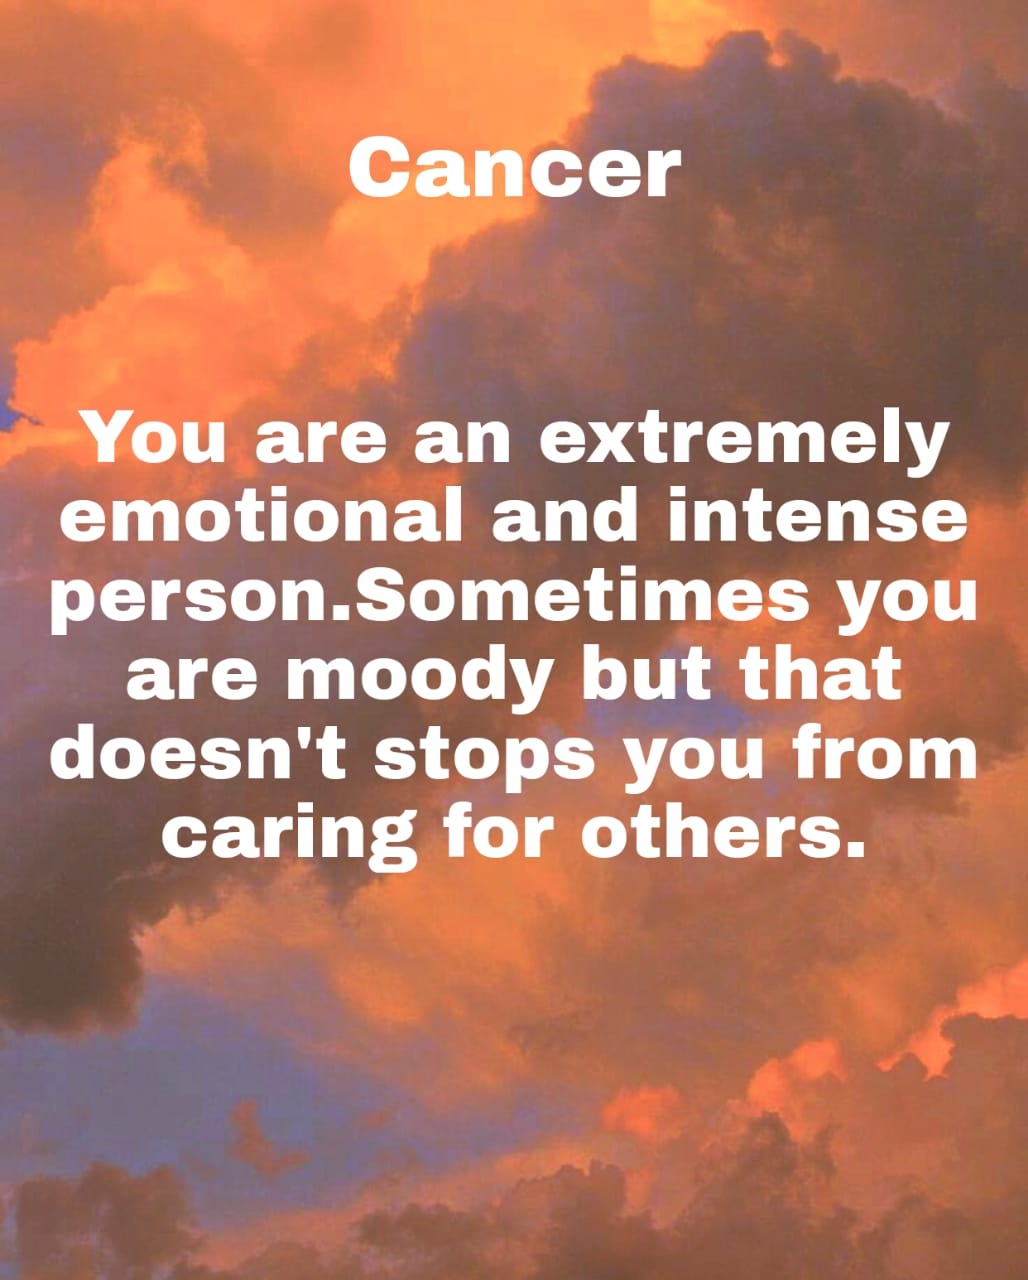 Cancer
You are an extremely
emotional and intense
person.Sometimes you
are moody but that
doesn't stops you from
caring for others.